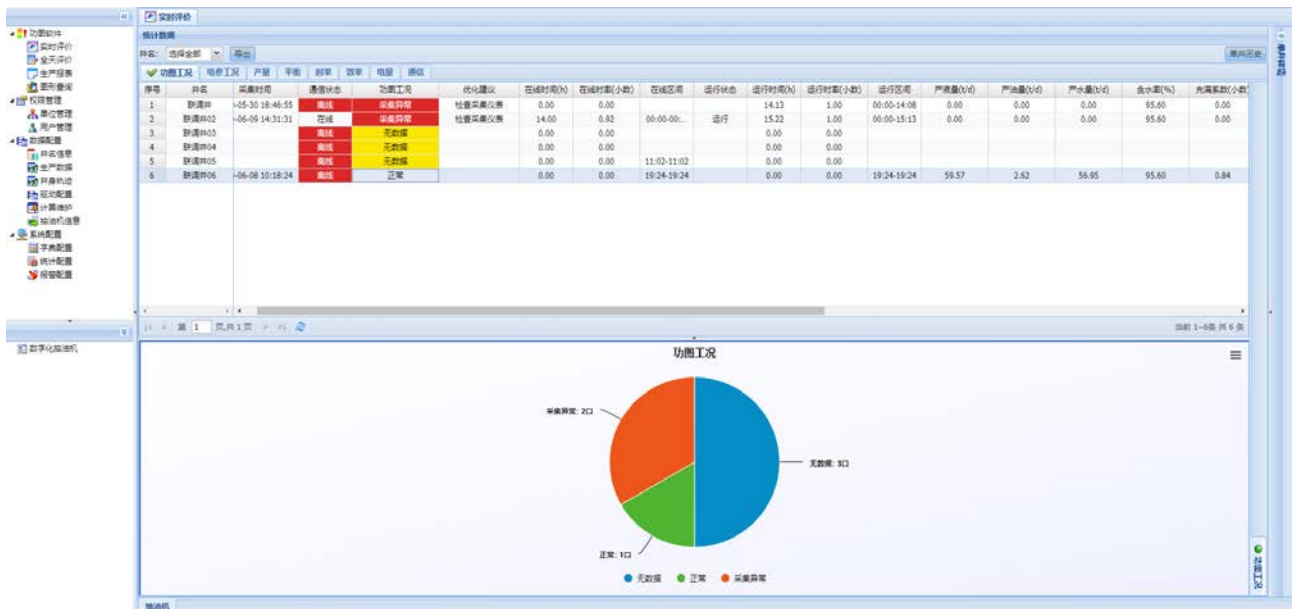 功图软件
实时评价
全天评价
生产报表
图形查询
权限管理
单位管理
用户管理
数据配置
井名信息
生产数据
井身轨迹
驱动配置
计算维护
抽油机信息
系统配置
字典配置
统计配置
报警配置
数字化抽油机
实时评价
统计数据
井名: 选择全部 导出 单井历史
功图工况 电参工况 产量 平衡 时率 效率 电量 通信
序号 井名 采集时间 通信状态 功图工况 优化建议 在线时间(h) 在线时率(小数) 在线区间 运行状态 运行时间(h) 运行时率(小数) 运行区间 产液量(t/d) 产油量(t/d) 产水量(t/d) 含水率(%) 充满系数(小数)
1 联调井 -05-30 18:46:55 离线 采集异常 检查采集仪表 0.00 0.00 14.13 1.00 00:00-14:08 0.00 0.00 0.00 95.60 0.00
2 联调井02 -06-09 14:31:31 在线 采集异常 检查采集仪表 14.00 0.92 00:00-00:... 运行 15.22 1.00 00:00-15:13 0.00 0.00 0.00 95.60 0.00
3 联调井03 离线 无数据 0.00 0.00 0.00 0.00
4 联调井04 离线 无数据 0.00 0.00 0.00 0.00
5 联调井05 离线 无数据 0.00 0.00 11:02-11:02 0.00 0.00
6 联调井06 -06-08 10:18:24 离线 正常 0.00 0.00 19:24-19:24 0.00 0.00 19:24-19:24 59.57 2.62 56.95 95.60 0.84
第 1 页,共 1 页
当前 1-6条 共 6 条
功图工况
采集异常: 2口
无数据: 3口
正常: 1口
无数据 正常 采集异常
功图工况
抽油机